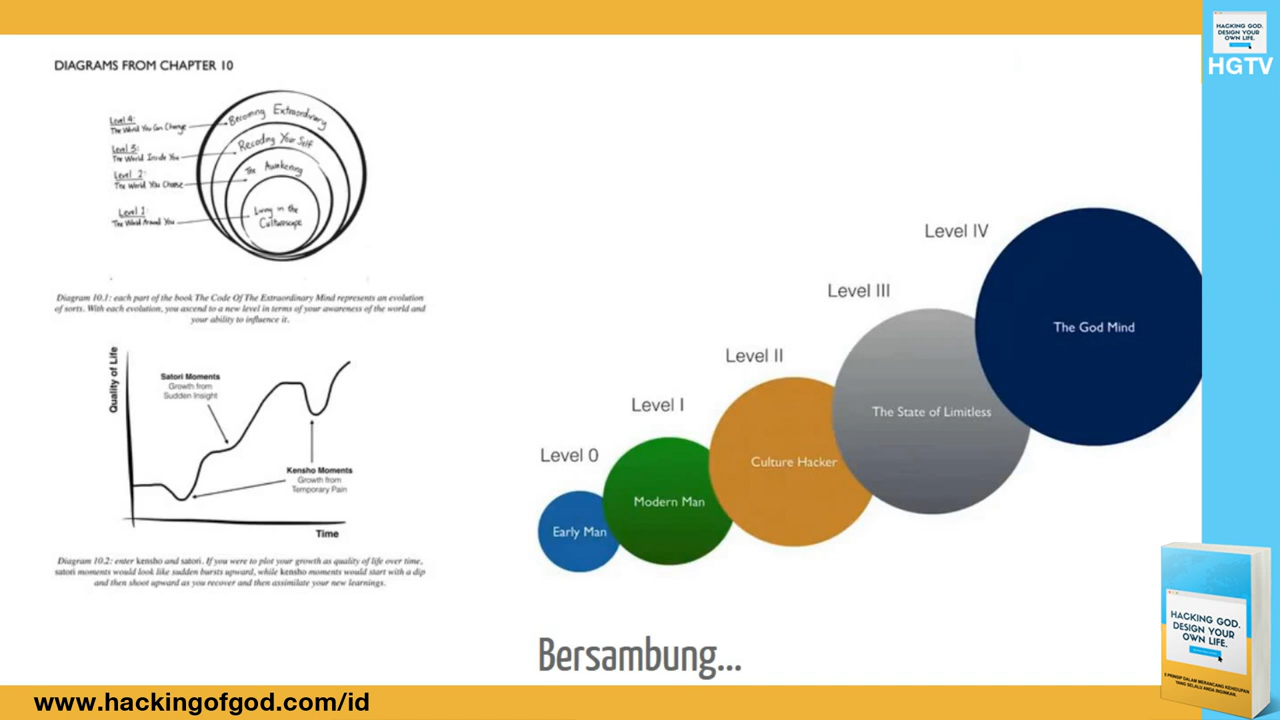 DIAGRAMS FROM CHAPTER 10
Level 4:
The World You Can Change
Level 3:
The World Inside You
Level 2:
The World You Choose
Level 1:
The World Around You
Becoming Extraordinary
Recoding Your Self
The Awakening
Living in the
Culturescape
Diagram 10.1: each part of the book The Code Of The Extraordinary Mind represents an evolution
of sorts. With each evolution, you ascend to a new level in terms of your awareness of the world and
your ability to influence it.
Quality of Life
Satori Moments
Growth from
Sudden Insight
Kensho Moments
Growth from
Temporary Pain
Time
Diagram 10.2: enter kensho and satori. If you were to plot your growth as quality of life over time,
satori moments would look like sudden bursts upward, while kensho moments would start with a dip
and then shoot upward as you recover and then assimilate your new learnings.
Level 0
Early Man
Level I
Modern Man
Level II
Culture Hacker
Level III
The State of Limitless
Level IV
The God Mind
Bersambung...
www.hackingofgod.com/id
HACKING GOD.
DESIGN YOUR
OWN LIFE.
HGTV
HACKING GOD.
DESIGN YOUR
OWN LIFE.
5 PRINSIP DALAM MERANCANG KEHIDUPAN
YANG SELALU ANDA INGINKAN.